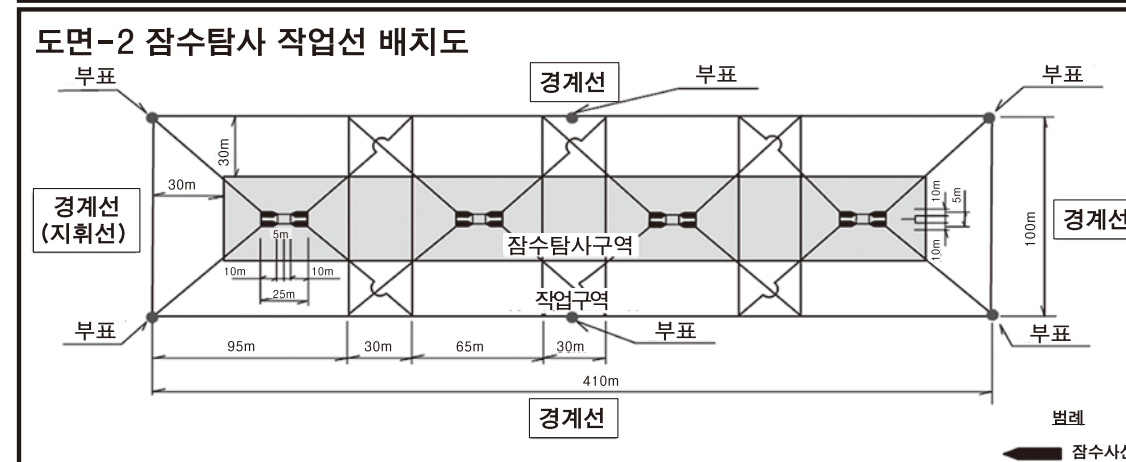 도면-2 잠수탐사 작업선 배치도
부표
경계선
부표
부표
30m
30m
경계선
(지휘선)
10m
5m
100m
경계선
5m
잠수탐사구역
10m
10m
10m
25m
작업구역
부표
부표
부표
95m
30m
65m
30m
410m
경계선
범례